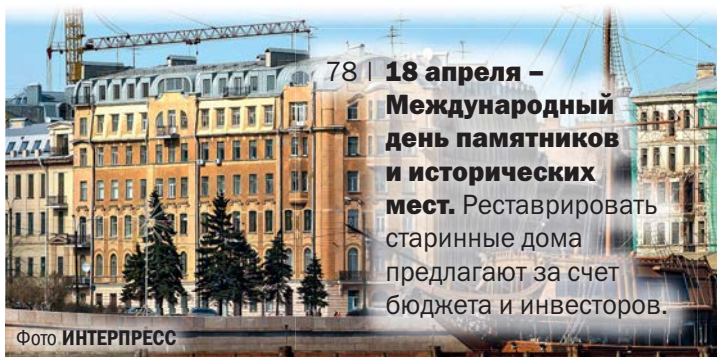 78 | 18 апреля –
Международный
день памятников
и исторических
мест. Реставрировать
старинные дома
предлагают за счет
бюджета и инвесторов.
Фото ИНТЕРПРЕСС